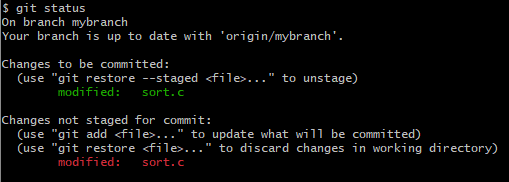 $ git status
On branch mybranch
Your branch is up to date with 'origin/mybranch'.
Changes to be committed:
(use "git restore --staged <file>..." to unstage)
modified: sort.c
Changes not staged for commit:
(use "git add <file>..." to update what will be committed)
(use "git restore <file>..." to discard changes in working directory)
modified: sort.c